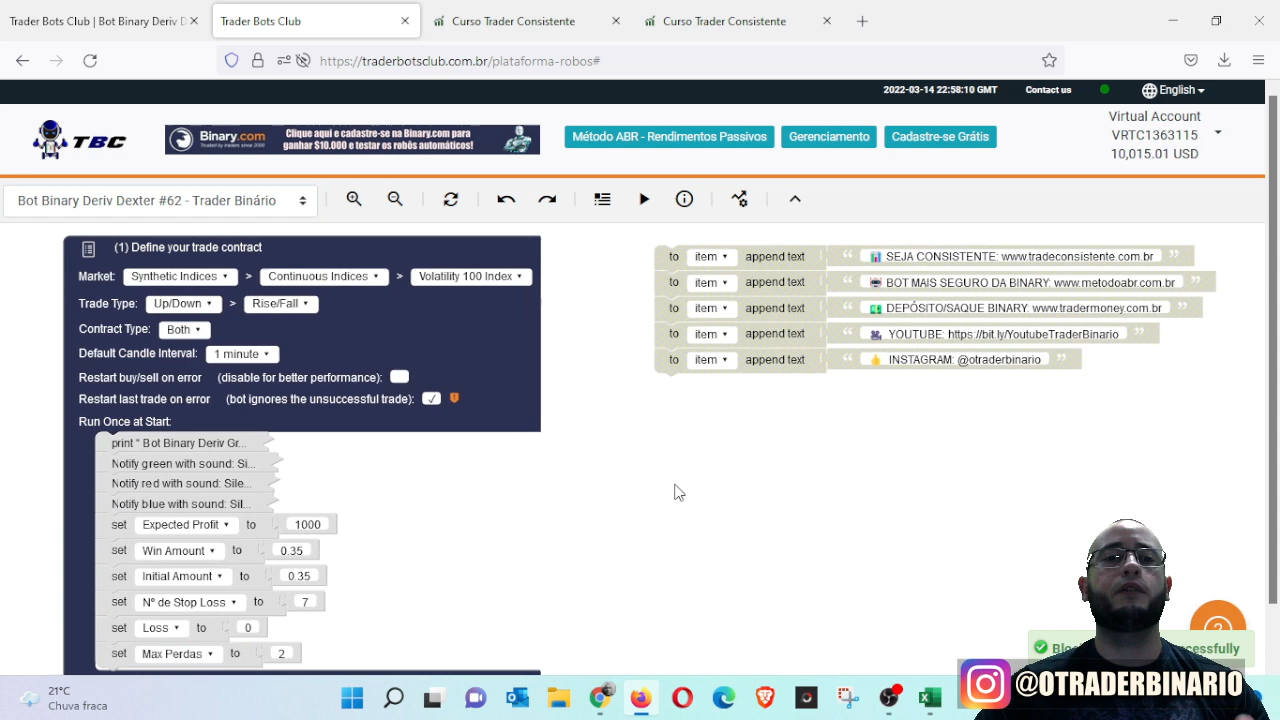 Trader Bots Club | Bot Binary Deriv D
Trader Bots Club
Curso Trader Consistente
Curso Trader Consistente
https://traderbotsclub.com.br/plataforma-robos#
2022-03-14 22:58:10 GMT
Contact us
English
TBC
Binary.com
Trusted by traders since 2000
Clique aqui e cadastre-se na Binary.com para
ganhar $10.000 e testar os robôs automáticos!
Método ABR - Rendimentos Passivos
Gerenciamento
Cadastre-se Grátis
Virtual Account
VRTC1363115
10,015.01 USD
Bot Binary Deriv Dexter #62 - Trader Binário
(1) Define your trade contract
Market: Synthetic Indices > Continuous Indices > Volatility 100 Index
Trade Type: Up/Down > Rise/Fall
Contract Type: Both
Default Candle Interval: 1 minute
Restart buy/sell on error (disable for better performance):
Restart last trade on error (bot ignores the unsuccessful trade): ✓
Run Once at Start:
print " Bot Binary Deriv Gr...
Notify green with sound: Si...
Notify red with sound: Sile...
Notify blue with sound: Sil...
set Expected Profit to 1000
set Win Amount to 0.35
set Initial Amount to 0.35
set Nº de Stop Loss to 7
set Loss to 0
set Max Perdas to 2
to item append text “ SEJA CONSISTENTE: www.tradeconsistente.com.br ”
to item append text “ BOT MAIS SEGURO DA BINARY: www.metodoabr.com.br ”
to item append text “ DEPÓSITO/SAQUE BINARY: www.tradermoney.com.br ”
to item append text “ YOUTUBE: https://bit.ly/YoutubeTraderBinario ”
to item append text “ INSTAGRAM: @otraderbinario ”
@OTRADERBINARIO
21°C
Chuva fraca